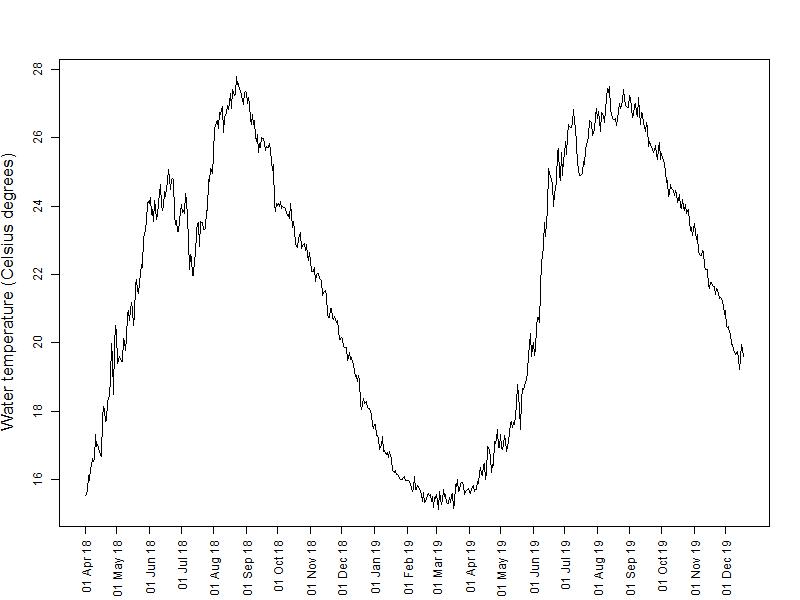 Water temperature (Celsius degrees)
28
26
24
22
20
18
16
01 Apr 18
01 May 18
01 Jun 18
01 Jul 18
01 Aug 18
01 Sep 18
01 Oct 18
01 Nov 18
01 Dec 18
01 Jan 19
01 Feb 19
01 Mar 19
01 Apr 19
01 May 19
01 Jun 19
01 Jul 19
01 Aug 19
01 Sep 19
01 Oct 19
01 Nov 19
01 Dec 19